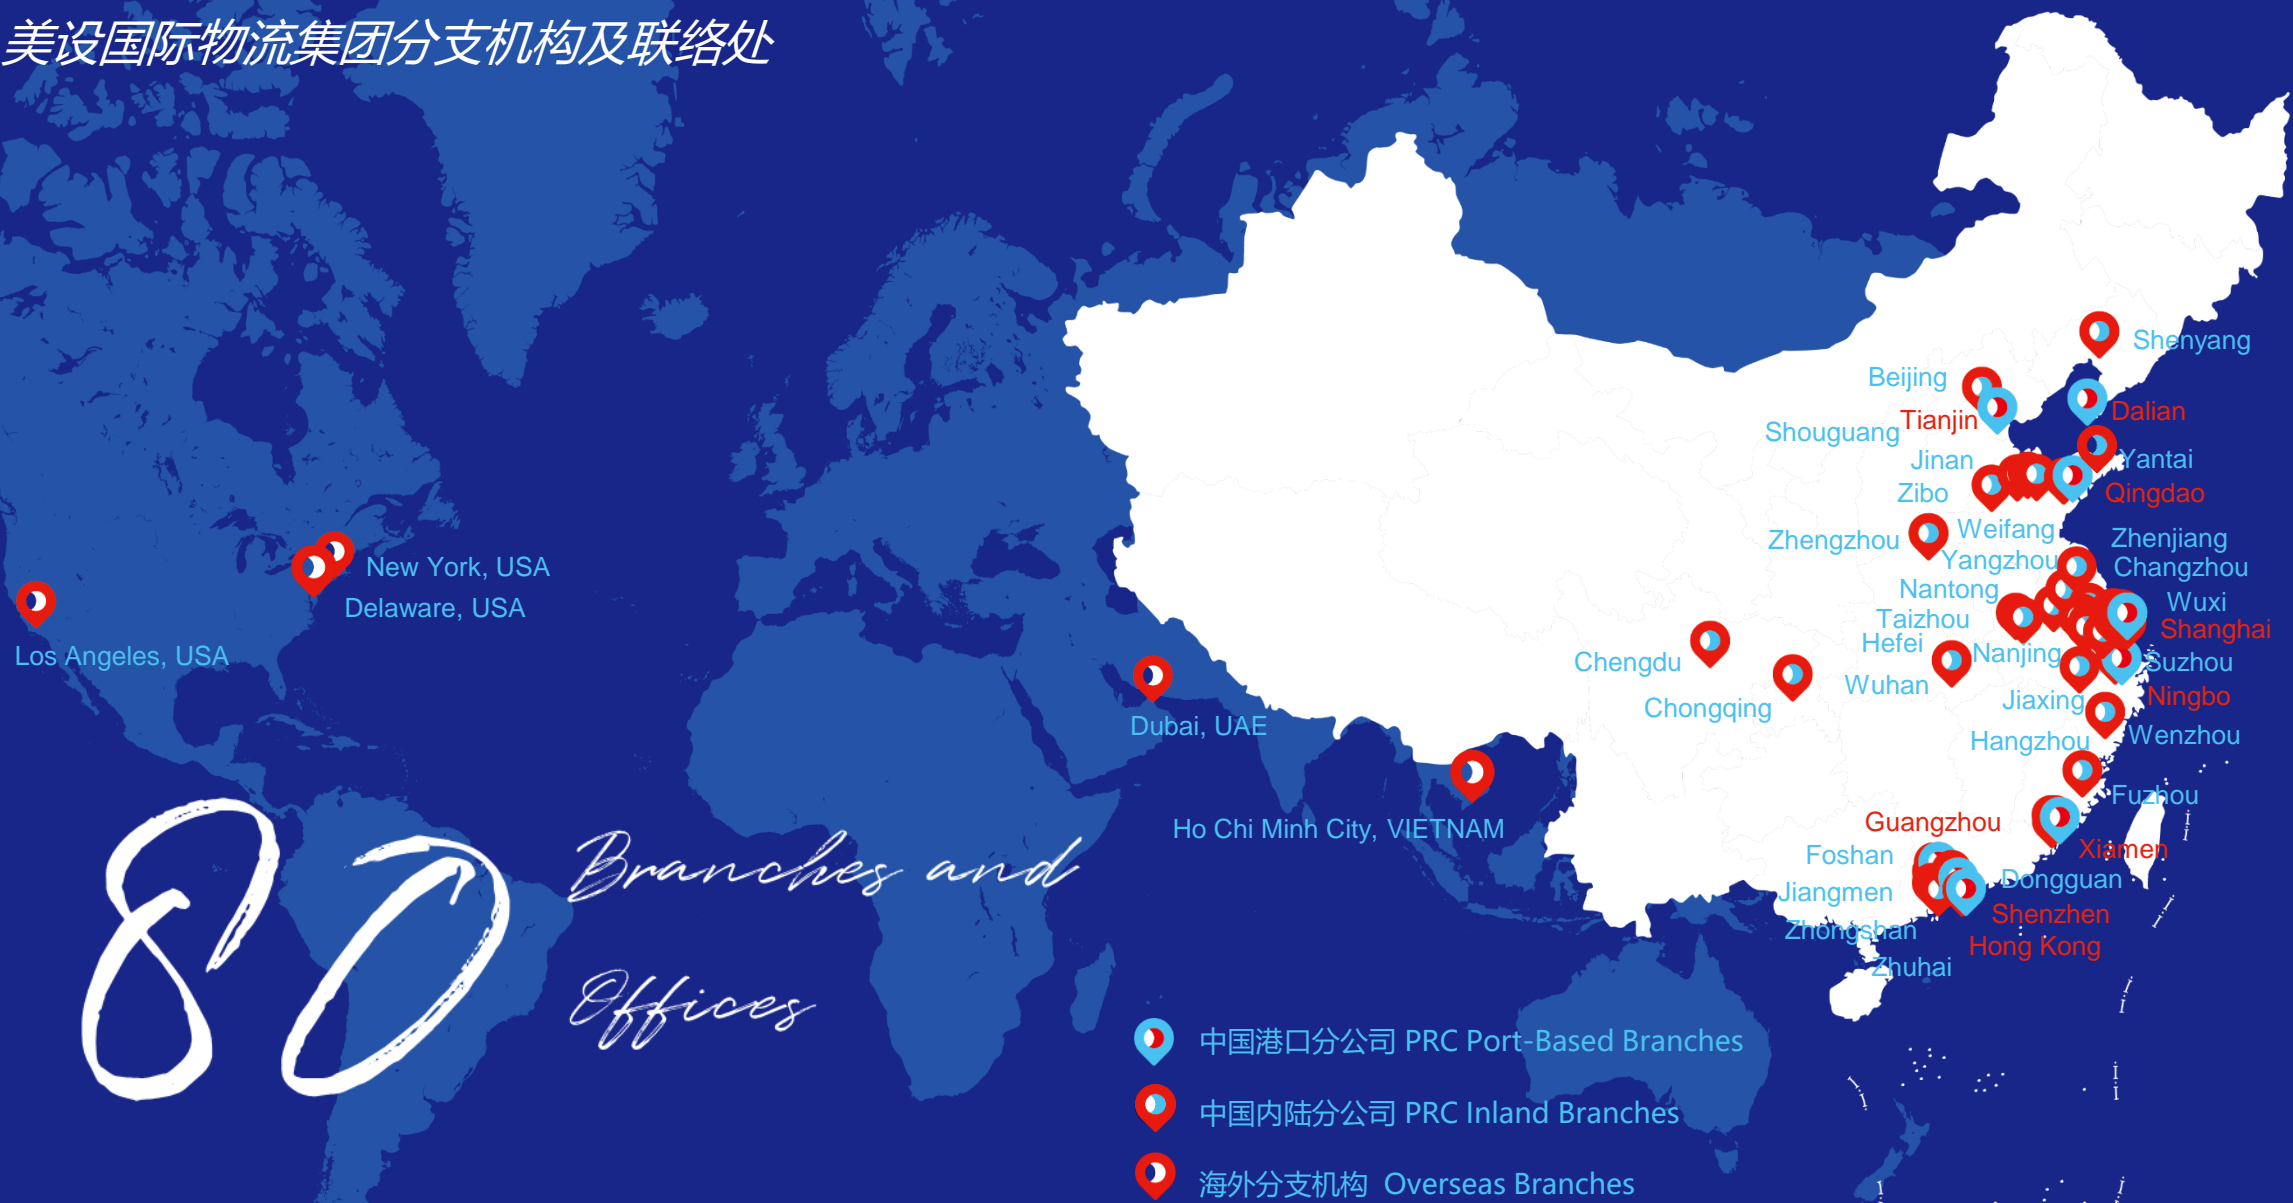 美设国际物流集团分支机构及联络处
Shenyang
Beijing
Dalian
Tianjin
Shouguang
Yantai
Jinan
Zibo
Qingdao
Weifang
Zhengzhou
Zhenjiang
Yangzhou
Changzhou
Nantong
Wuxi
Taizhou
Shanghai
Hefei
Nanjing
Suzhou
Chengdu
Wuhan
Ningbo
Jiaxing
Chongqing
Wenzhou
Hangzhou
Fuzhou
Guangzhou
Xiamen
Foshan
Dongguan
Jiangmen
Shenzhen
Zhongshan
Hong Kong
Zhuhai
New York, USA
Delaware, USA
Los Angeles, USA
Dubai, UAE
Ho Chi Minh City, VIETNAM
80
Branches and
Offices
中国港口分公司 PRC Port-Based Branches
中国内陆分公司 PRC Inland Branches
海外分支机构 Overseas Branches